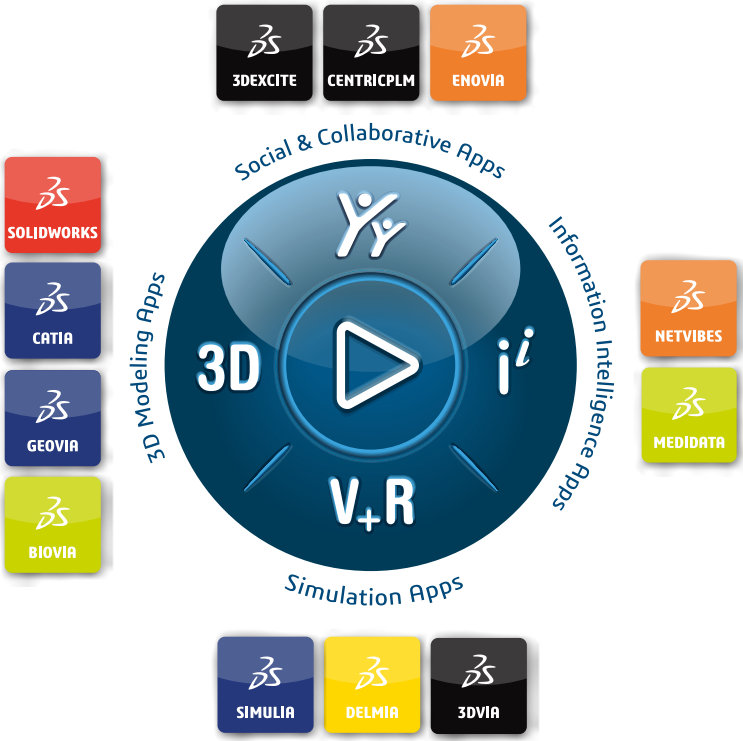 3DEXCITE
CENTRICPLM
ENOVIA
Social & Collaborative Apps
SOLIDWORKS
CATIA
GEOVIA
BIOVIA
3D Modeling Apps
3D
i i
V+R
Information Intelligence Apps
NETVIBES
MEDIDATA
Simulation Apps
SIMULIA
DELMIA
3DVIA